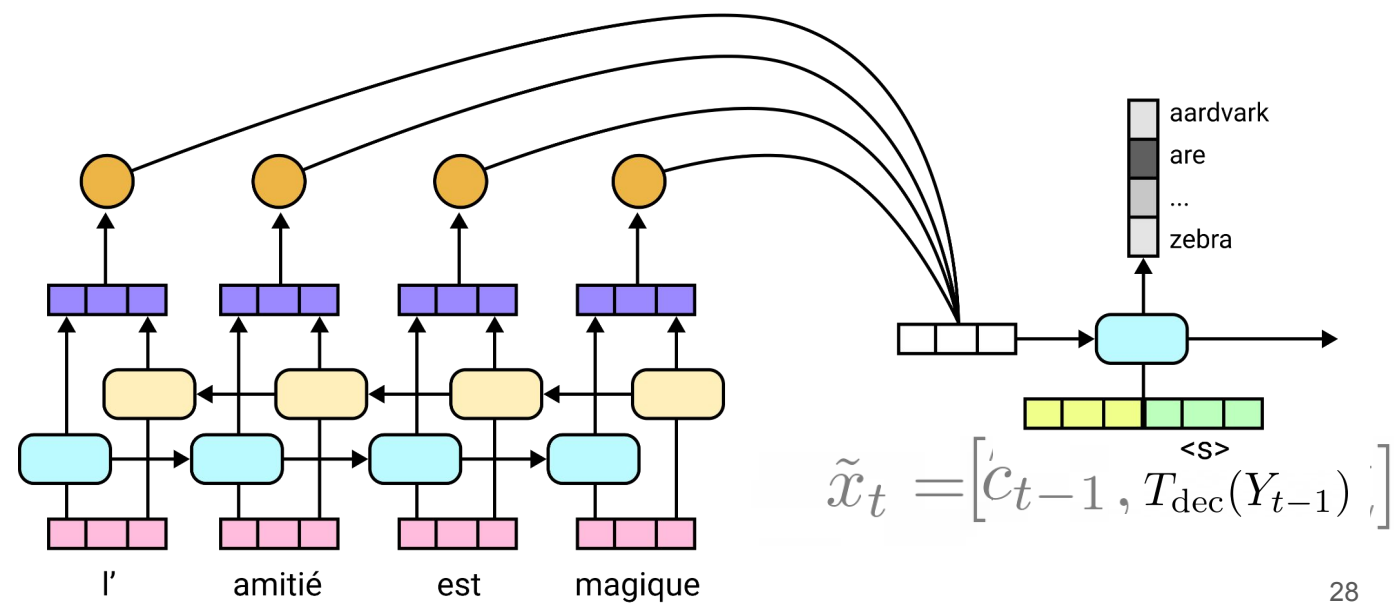 aardvark
are
...
zebra
<s>
x̃_t = [c_{t-1}, T_dec(Y_{t-1})]
l’ amitié est magique
28